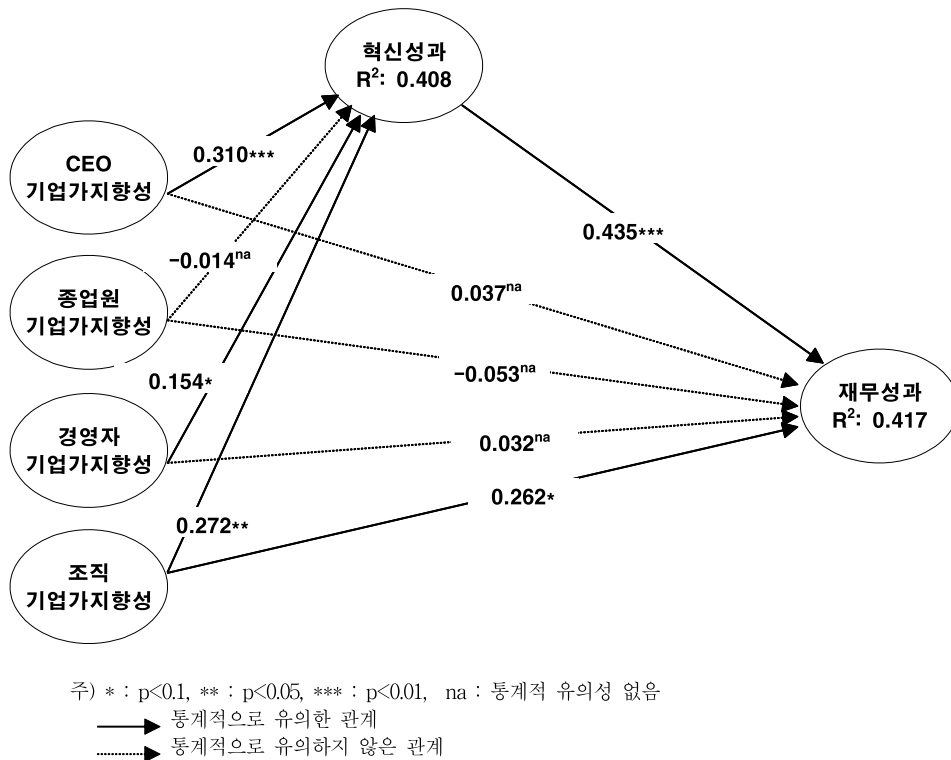 혁신성과
R²: 0.408
CEO
기업가지향성
0.310***
0.435***
-0.014ⁿᵃ
0.037ⁿᵃ
종업원
기업가지향성
-0.053ⁿᵃ
0.154*
재무성과
R²: 0.417
경영자
기업가지향성
0.032ⁿᵃ
0.262*
0.272**
조직
기업가지향성
주) * : p<0.1, ** : p<0.05, *** : p<0.01, na : 통계적 유의성 없음
통계적으로 유의한 관계
통계적으로 유의하지 않은 관계